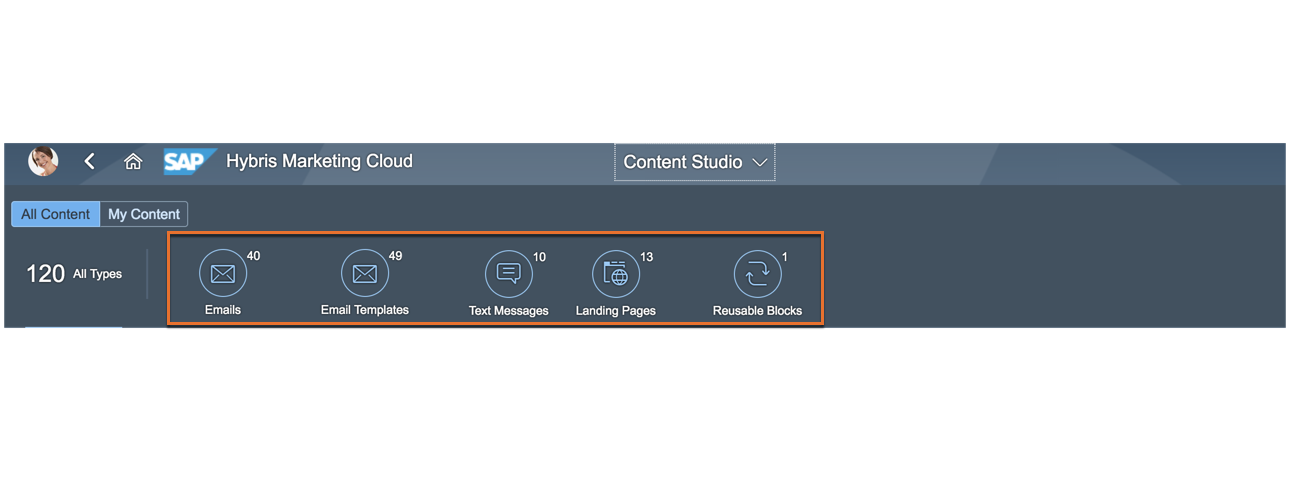 SAP Hybris Marketing Cloud Content Studio
All Content My Content
120 All Types
40 49 10 13 1
Emails Email Templates Text Messages Landing Pages Reusable Blocks